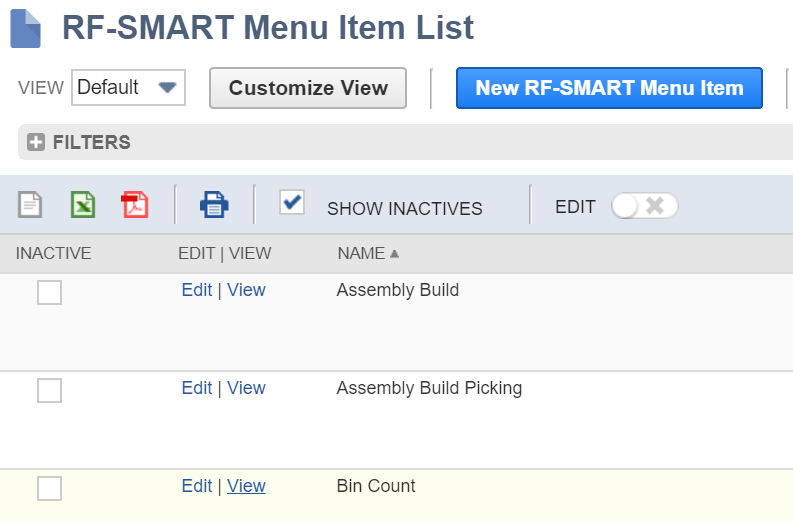 RF-SMART Menu Item List
VIEW Default Customize View New RF-SMART Menu Item
FILTERS
SHOW INACTIVES EDIT
INACTIVE EDIT | VIEW NAME
Edit | View Assembly Build
Edit | View Assembly Build Picking
Edit | View Bin Count